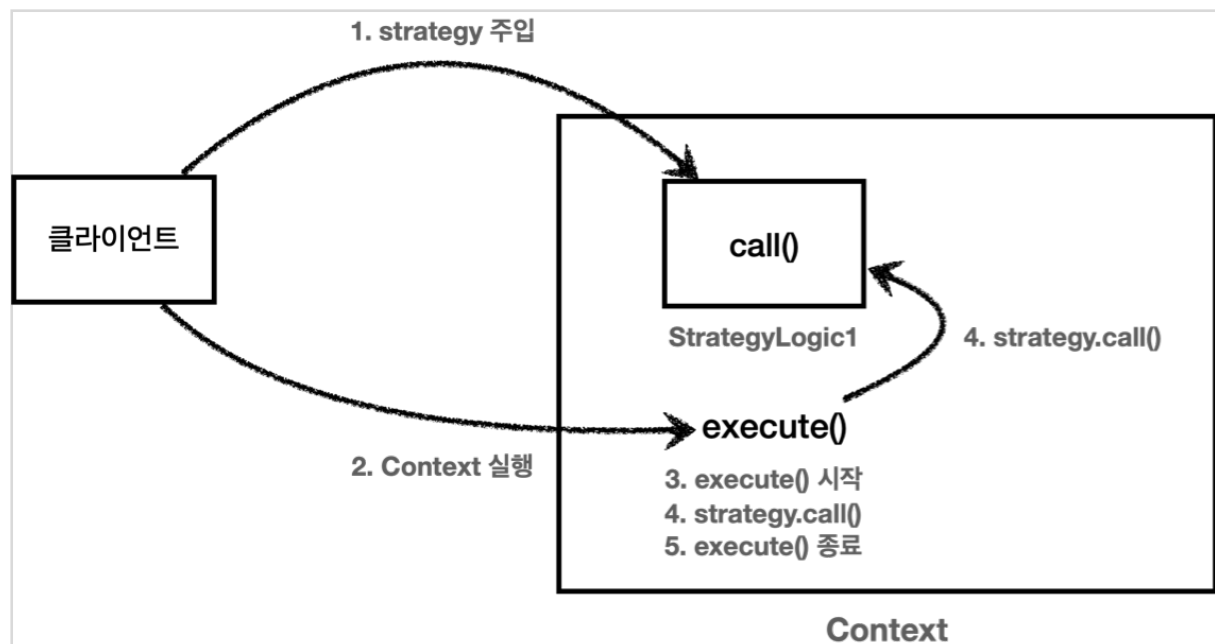 1. strategy 주입
클라이언트
call()
StrategyLogic1
4. strategy.call()
execute()
2. Context 실행
3. execute() 시작
4. strategy.call()
5. execute() 종료
Context